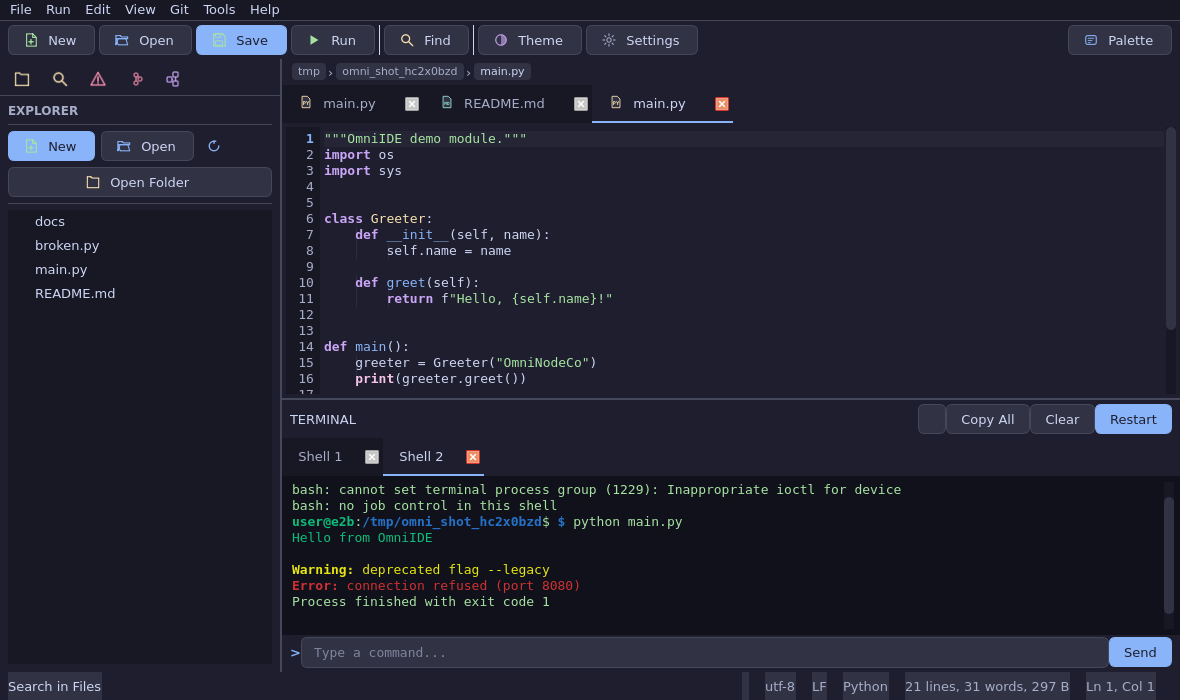 File Run Edit View Git Tools Help
New Open Save Run Find Theme Settings Palette
EXPLORER
New Open
Open Folder
docs
broken.py
main.py
README.md
tmp › omni_shot_hc2x0bzd › main.py
main.py README.md main.py
1 """OmniIDE demo module."""
2 import os
3 import sys
4
5
6 class Greeter:
7     def __init__(self, name):
8         self.name = name
9
10     def greet(self):
11         return f"Hello, {self.name}!"
12
13
14 def main():
15     greeter = Greeter("OmniNodeCo")
16     print(greeter.greet())
17
TERMINAL Copy All Clear Restart
Shell 1 Shell 2
bash: cannot set terminal process group (1229): Inappropriate ioctl for device
bash: no job control in this shell
user@e2b:/tmp/omni_shot_hc2x0bzd$ $ python main.py
Hello from OmniIDE
Warning: deprecated flag --legacy
Error: connection refused (port 8080)
Process finished with exit code 1
> Type a command... Send
Search in Files utf-8 LF Python 21 lines, 31 words, 297 B Ln 1, Col 1